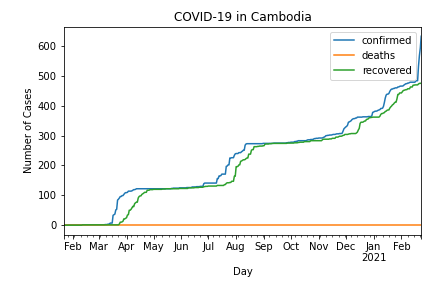 COVID-19 in Cambodia
confirmed
deaths
recovered
Number of Cases
600
500
400
300
200
100
0
Feb Mar Apr May Jun Jul Aug Sep Oct Nov Dec Jan Feb
2021
Day